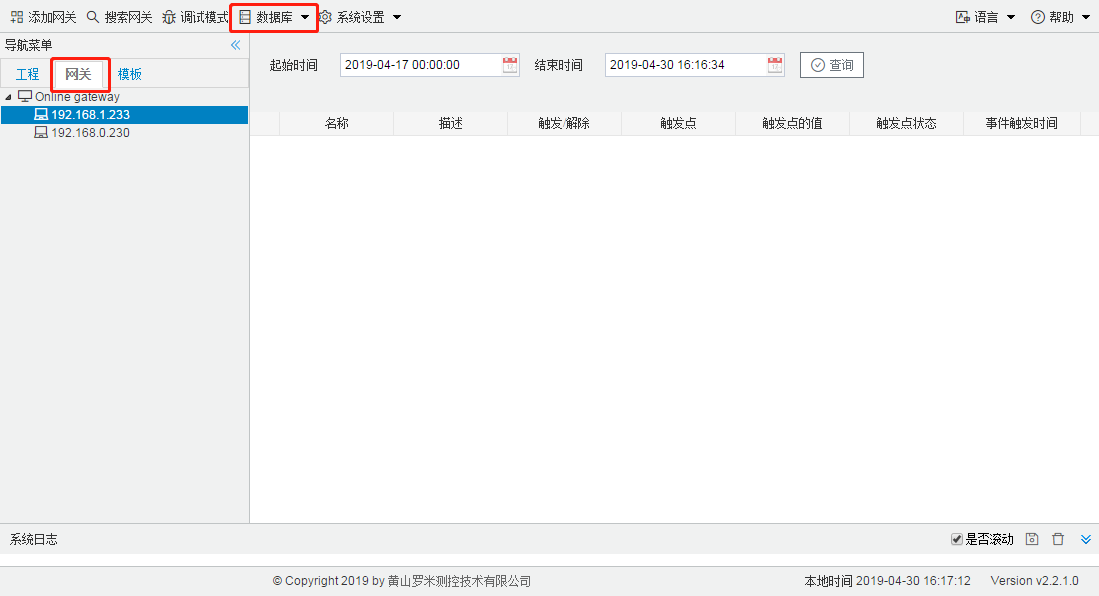 添加网关 搜索网关 调试模式 数据库 系统设置 语言 帮助
导航菜单
工程 网关 模板
Online gateway
192.168.1.233
192.168.0.230
起始时间 2019-04-17 00:00:00 结束时间 2019-04-30 16:16:34 查询
名称 描述 触发/解除 触发点 触发点的值 触发点状态 事件触发时间
系统日志 是否滚动
© Copyright 2019 by 黄山罗米测控技术有限公司 本地时间 2019-04-30 16:17:12 Version v2.2.1.0